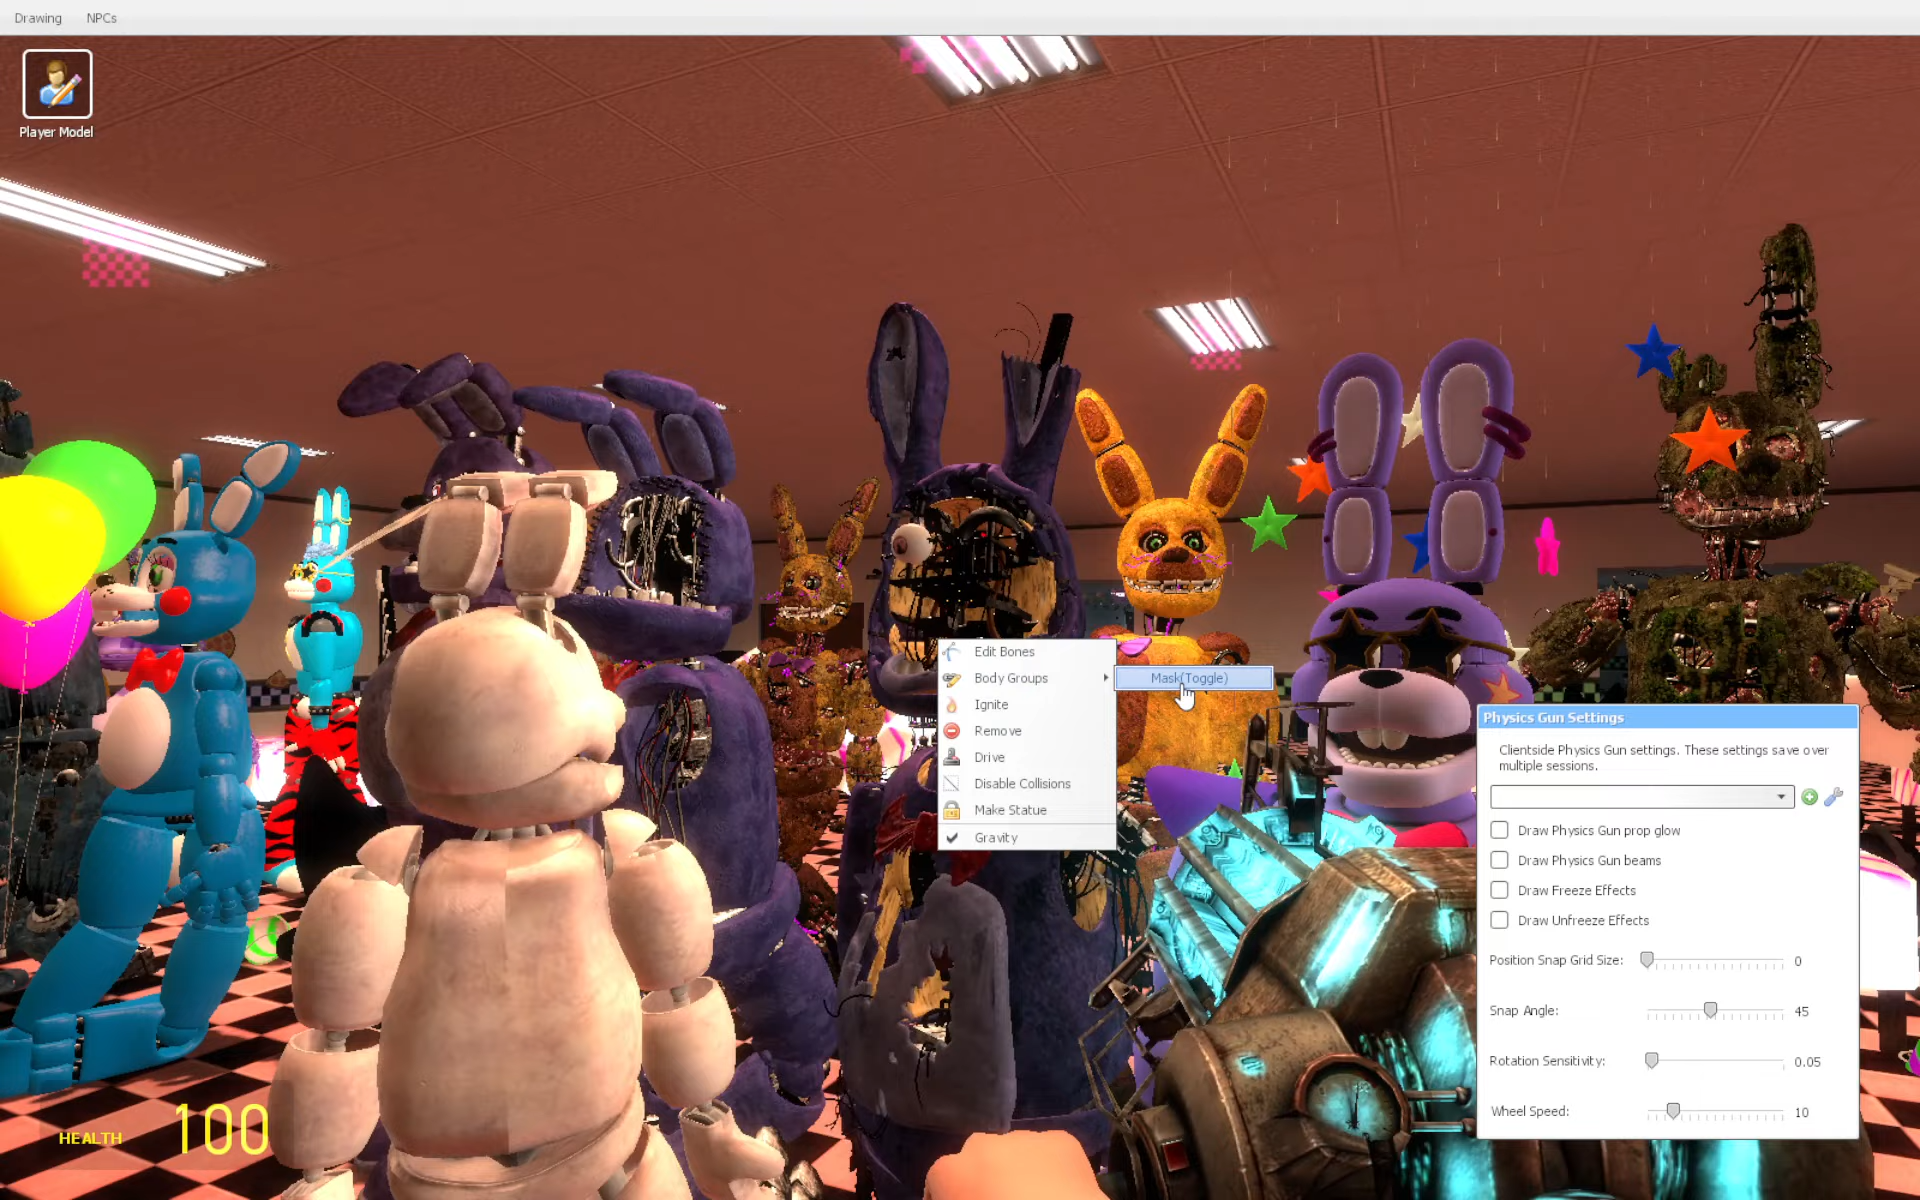 Drawing NPCs
Player Model
Edit Bones
Body Groups
Mask(Toggle)
Ignite
Remove
Drive
Disable Collisions
Make Statue
Gravity
Physics Gun Settings
Clientside Physics Gun settings. These settings save over
multiple sessions.
Draw Physics Gun prop glow
Draw Physics Gun beams
Draw Freeze Effects
Draw Unfreeze Effects
Position Snap Grid Size: 0
Snap Angle: 45
Rotation Sensitivity: 0.05
Wheel Speed: 10
HEALTH 100